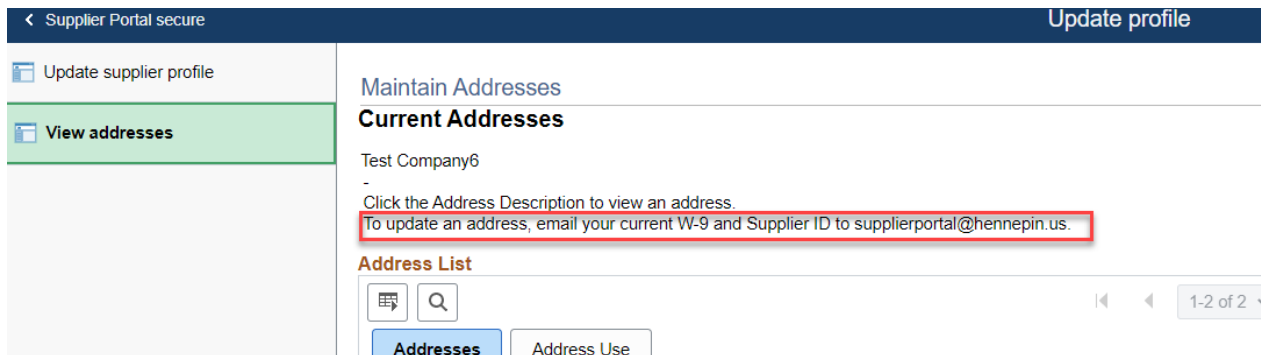 Supplier Portal secure
Update profile
Update supplier profile
View addresses
Maintain Addresses
Current Addresses
Test Company6
-
Click the Address Description to view an address.
To update an address, email your current W-9 and Supplier ID to supplierportal@hennepin.us.
Address List
1-2 of 2
Addresses
Address Use